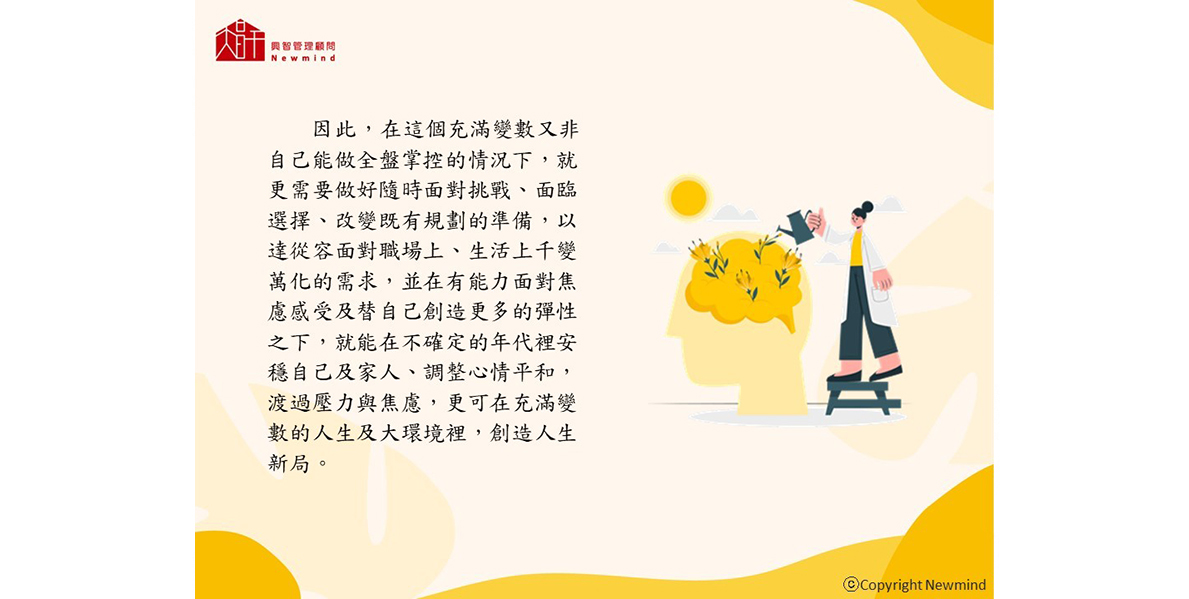 興智管理顧問
Newmind
因此，在這個充滿變數又非
自己能做全盤掌控的情況下，就
更需要做好隨時面對挑戰、面臨
選擇、改變既有規劃的準備，以
達從容面對職場上、生活上千變
萬化的需求，並在有能力面對焦
慮感受及替自己創造更多的彈性
之下，就能在不確定的年代裡安
穩自己及家人、調整心情平和，
渡過壓力與焦慮，更可在充滿變
數的人生及大環境裡，創造人生
新局。
ⓒCopyright Newmind